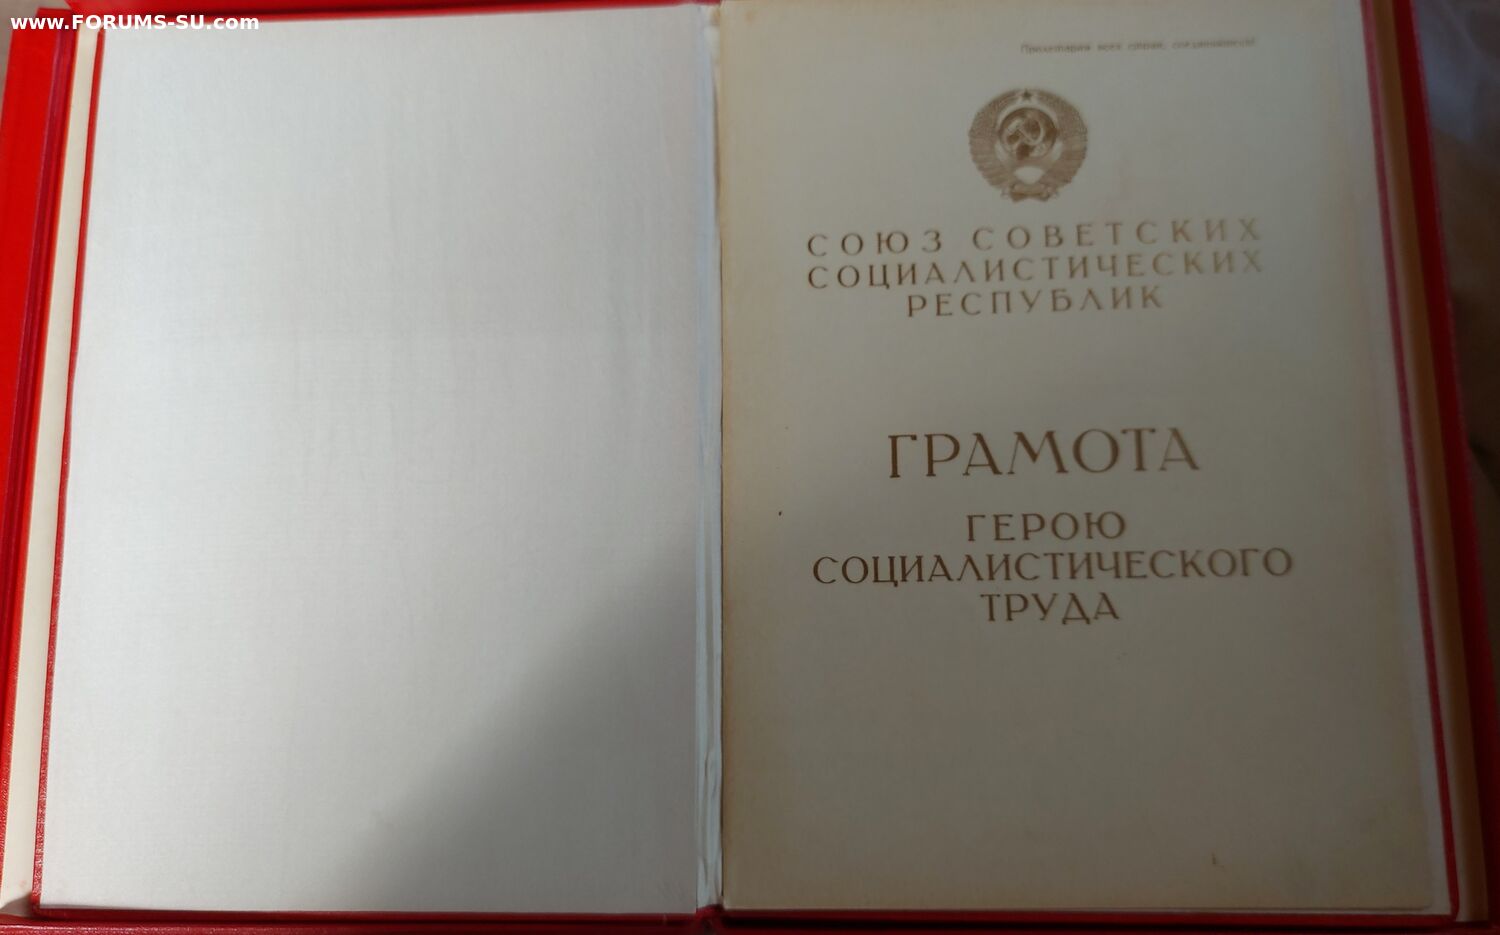 www.FORUMS-SU.com
Пролетарии всех стран, соединяйтесь!
СОЮЗ СОВЕТСКИХ
СОЦИАЛИСТИЧЕСКИХ
РЕСПУБЛИК
ГРАМОТА
ГЕРОЮ
СОЦИАЛИСТИЧЕСКОГО
ТРУДА